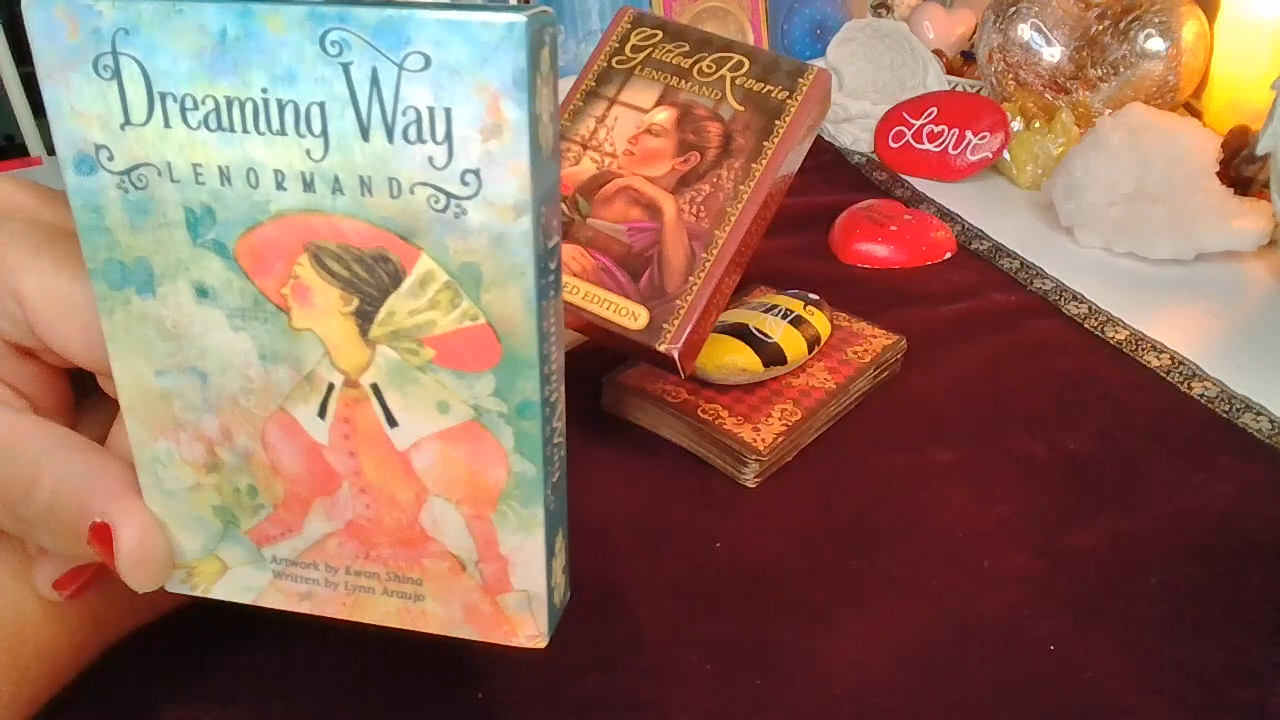 Dreaming Way
LENORMAND
Artwork by Kwon Shina
Written by Lynn Araujo
Gilded Reverie
LENORMAND
ED EDITION
Love